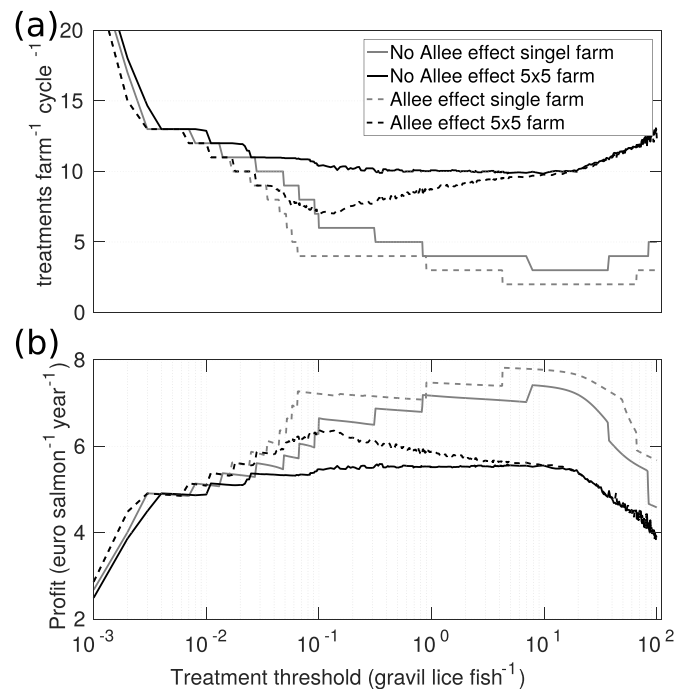 (a)
20
15
10
5
0
treatments farm-1 cycle -1
No Allee effect singel farm
No Allee effect 5x5 farm
Allee effect single farm
Allee effect 5x5 farm
(b)
8
6
4
2
Profit (euro salmon-1 year-1)
10-3 10-2 10-1 100 101 102
Treatment threshold (gravil lice fish-1)